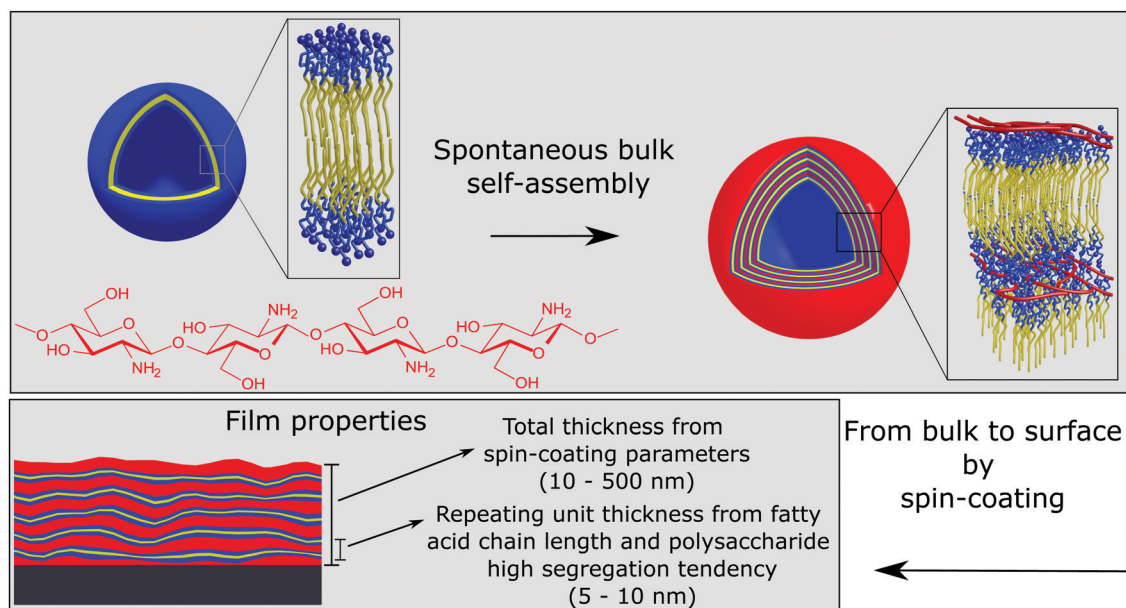 Spontaneous bulk
self-assembly
OH
HO
NH₂
O
O
O
HO
NH₂
O
OH
OH
O
O
HO
NH₂
O
HO
NH₂
O
O
OH
Film properties
Total thickness from
spin-coating parameters
(10 - 500 nm)
Repeating unit thickness from fatty
acid chain length and polysaccharide
high segregation tendency
(5 - 10 nm)
From bulk to surface
by
spin-coating